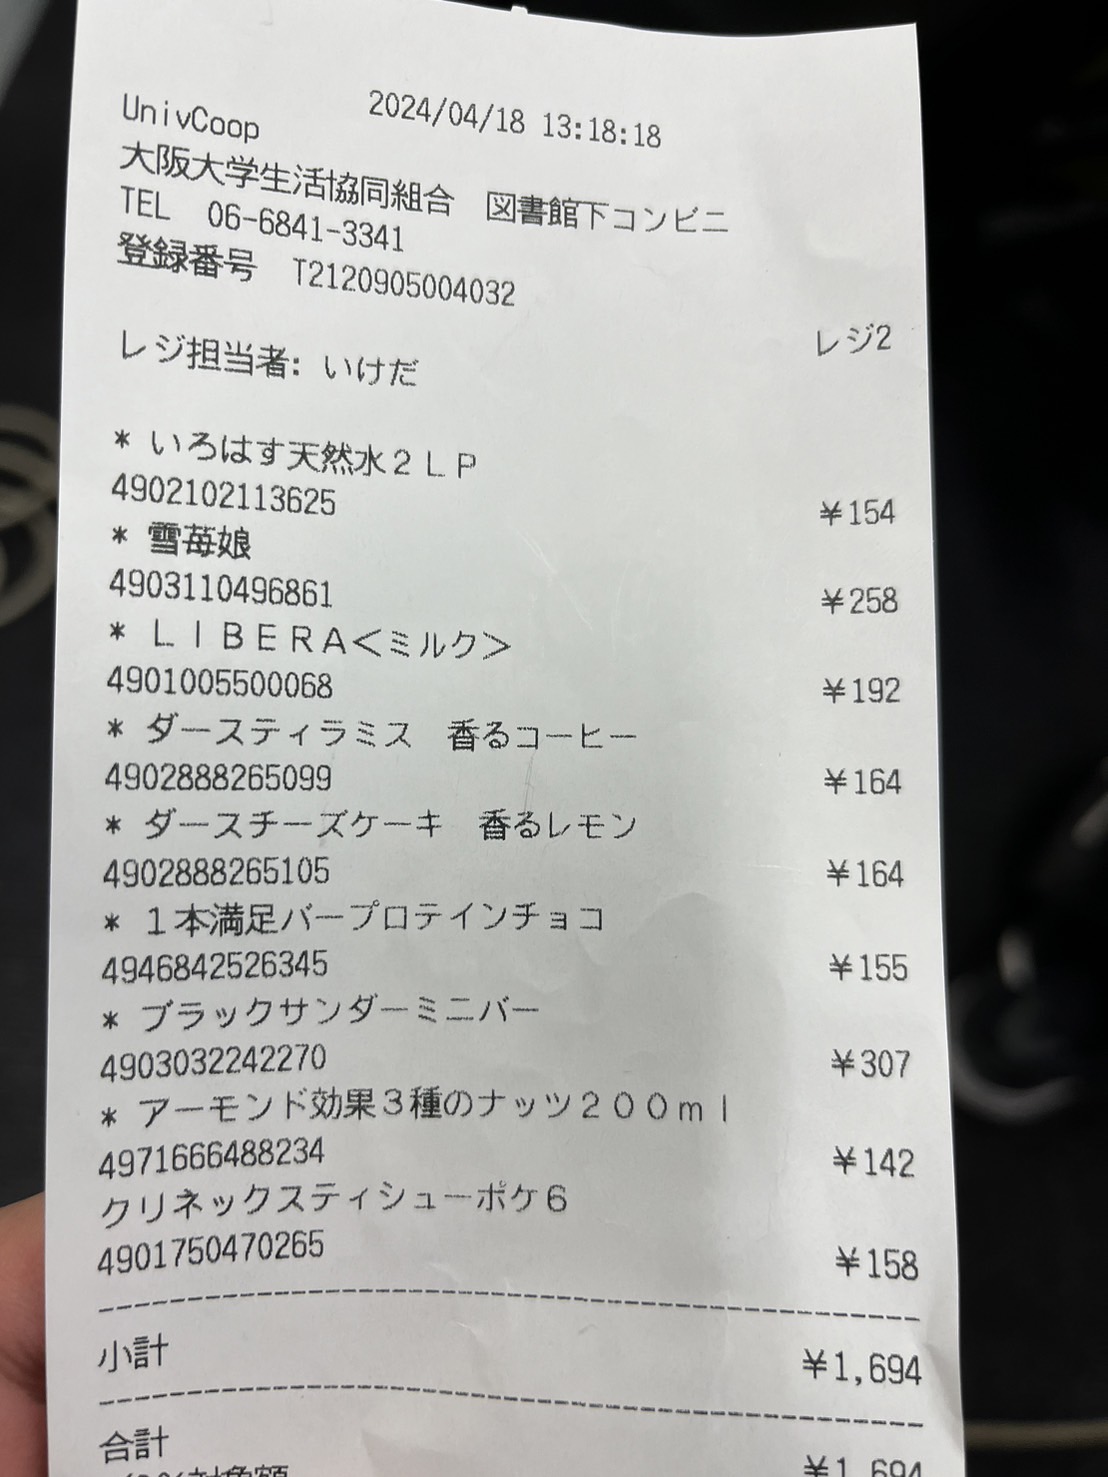 2024/04/18 13:18:18
UnivCoop
大阪大学生活協同組合　図書館下コンビニ
TEL 06-6841-3341
登録番号 T2120905004032
レジ2
レジ担当者: いけだ
* いろはす天然水２ＬＰ
4902102113625 ¥154
* 雪苺娘
4903110496861 ¥258
* ＬＩＢＥＲＡ＜ミルク＞
4901005500068 ¥192
* ダースティラミス　香るコーヒー
4902888265099 ¥164
* ダースチーズケーキ　香るレモン
4902888265105 ¥164
* １本満足バープロテインチョコ
4946842526345 ¥155
* ブラックサンダーミニバー
4903032242270 ¥307
* アーモンド効果３種のナッツ２００ｍｌ
4971666488234 ¥142
クリネックスティシューポケ６
4901750470265 ¥158
小計 ¥1,694
合計 ¥1,694